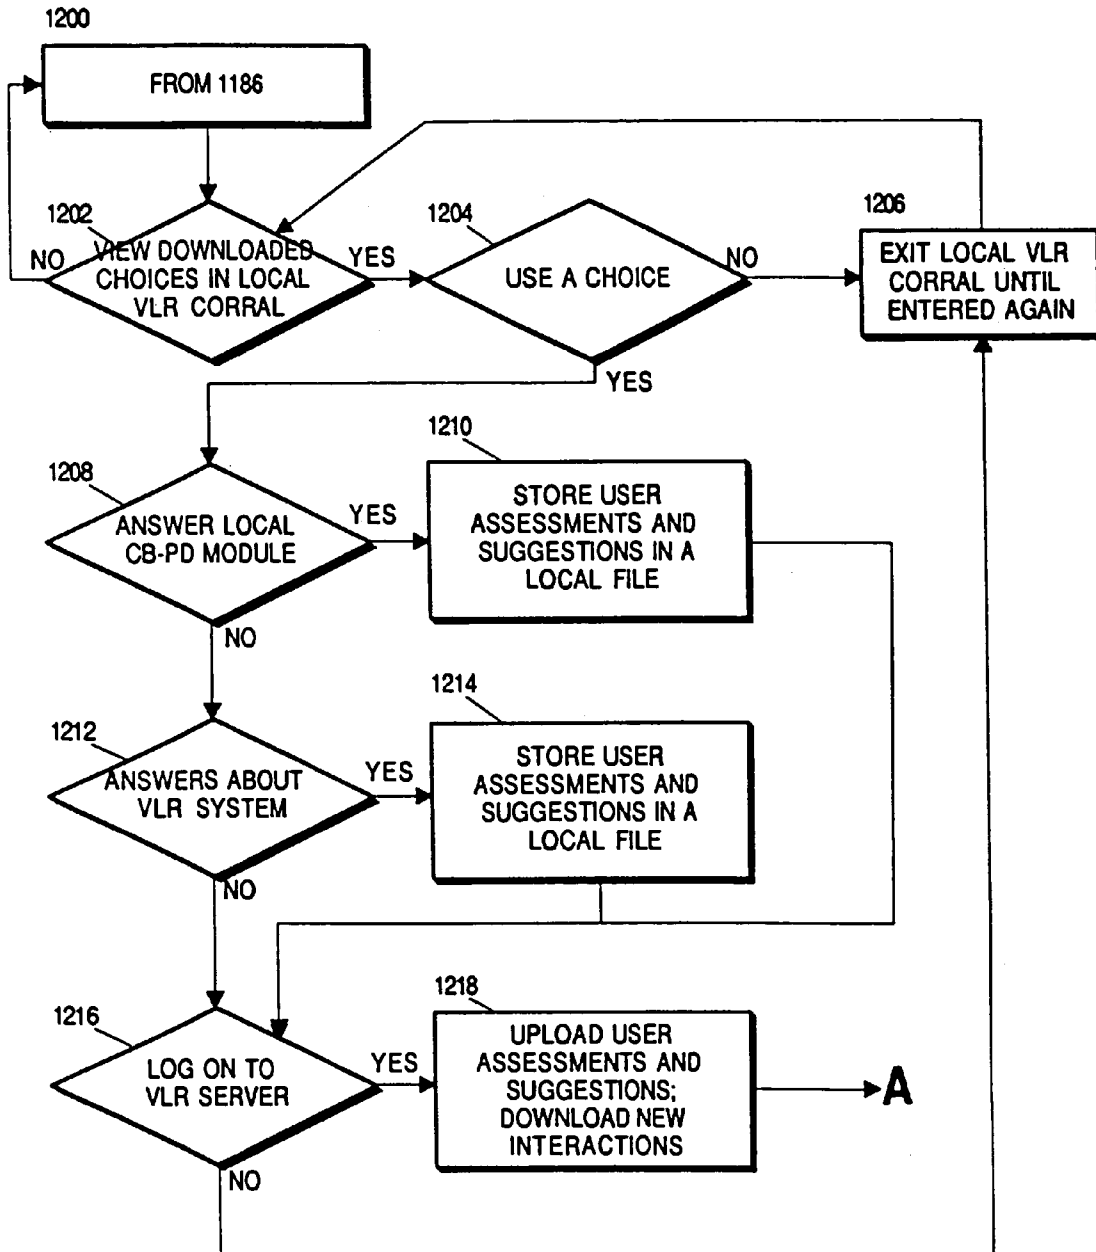 1200
FROM 1186
1202
VIEW DOWNLOADED
CHOICES IN LOCAL
VLR CORRAL
NO
YES
1204
USE A CHOICE
NO
YES
1206
EXIT LOCAL VLR
CORRAL UNTIL
ENTERED AGAIN
1208
ANSWER LOCAL
CB-PD MODULE
YES
NO
1210
STORE USER
ASSESSMENTS AND
SUGGESTIONS IN A
LOCAL FILE
1212
ANSWERS ABOUT
VLR SYSTEM
YES
NO
1214
STORE USER
ASSESSMENTS AND
SUGGESTIONS IN A
LOCAL FILE
1216
LOG ON TO
VLR SERVER
YES
NO
1218
UPLOAD USER
ASSESSMENTS AND
SUGGESTIONS;
DOWNLOAD NEW
INTERACTIONS
A